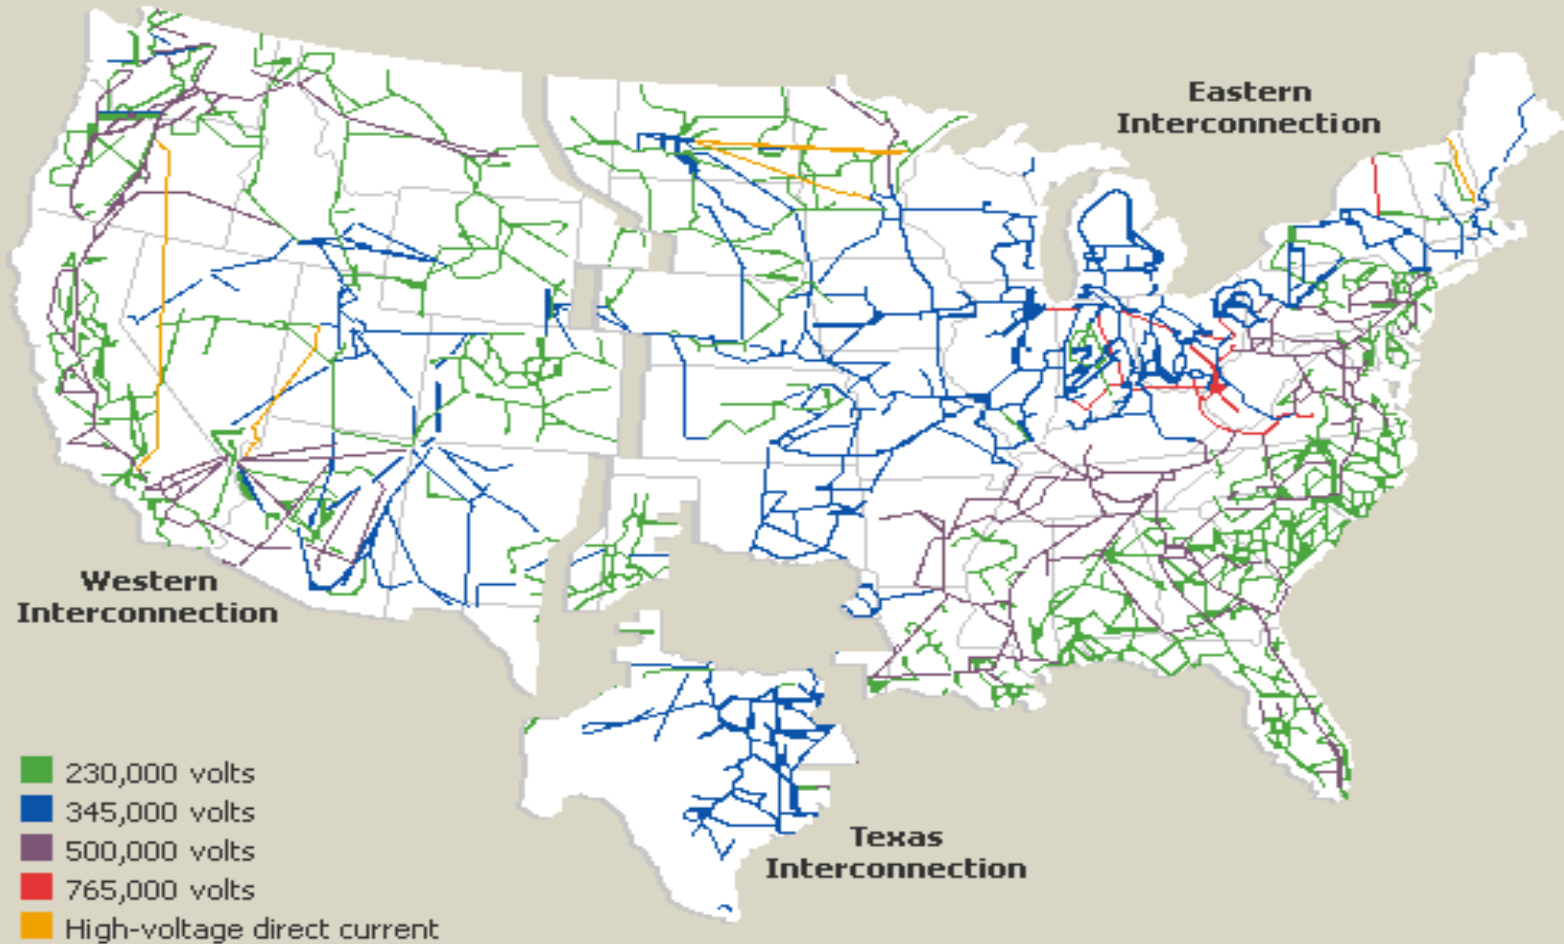 Eastern
Interconnection
Western
Interconnection
Texas
Interconnection
230,000 volts
345,000 volts
500,000 volts
765,000 volts
High-voltage direct current